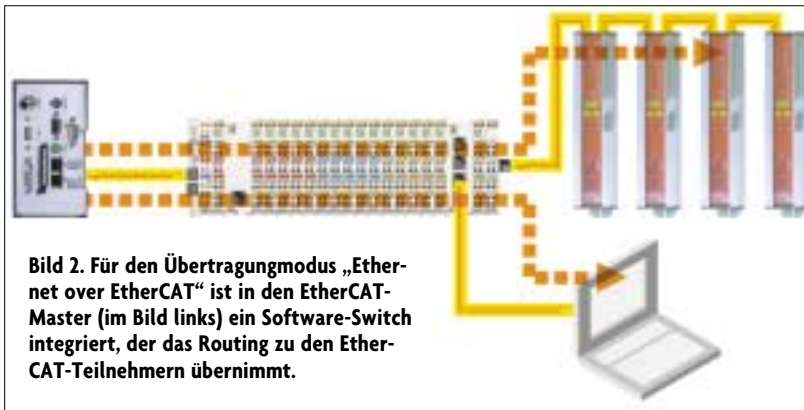 Bild 2. Für den Übertragungmodus „Ether-
net over EtherCAT“ ist in den EtherCAT-
Master (im Bild links) ein Software-Switch
integriert, der das Routing zu den Ether-
CAT-Teilnehmern übernimmt.